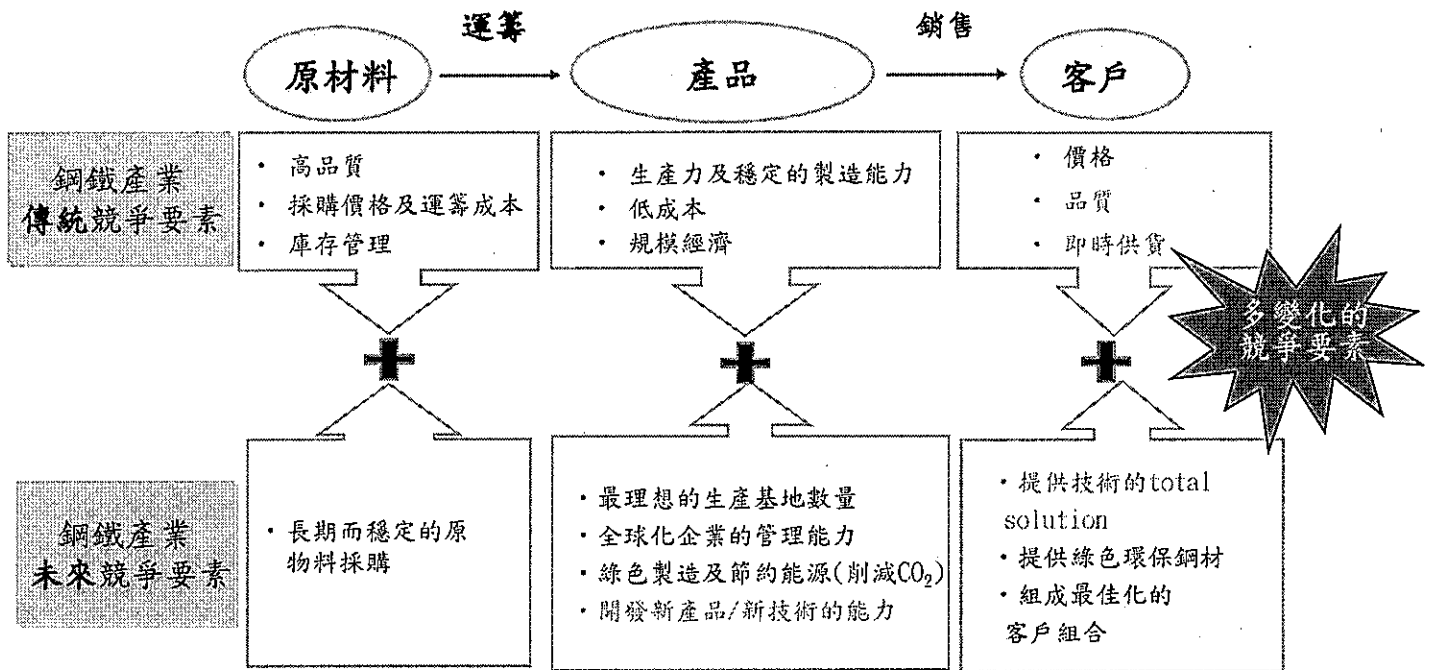 運籌
銷售
原材料
產品
客戶
鋼鐵產業
傳統競爭要素
· 高品質
· 採購價格及運籌成本
· 庫存管理
· 生產力及穩定的製造能力
· 低成本
· 規模經濟
· 價格
· 品質
· 即時供貨
多變化的
競爭要素
鋼鐵產業
未來競爭要素
· 長期而穩定的原
物料採購
· 最理想的生產基地數量
· 全球化企業的管理能力
· 綠色製造及節約能源(削減CO₂)
· 開發新產品/新技術的能力
· 提供技術的total
solution
· 提供綠色環保鋼材
· 組成最佳化的
客戶組合